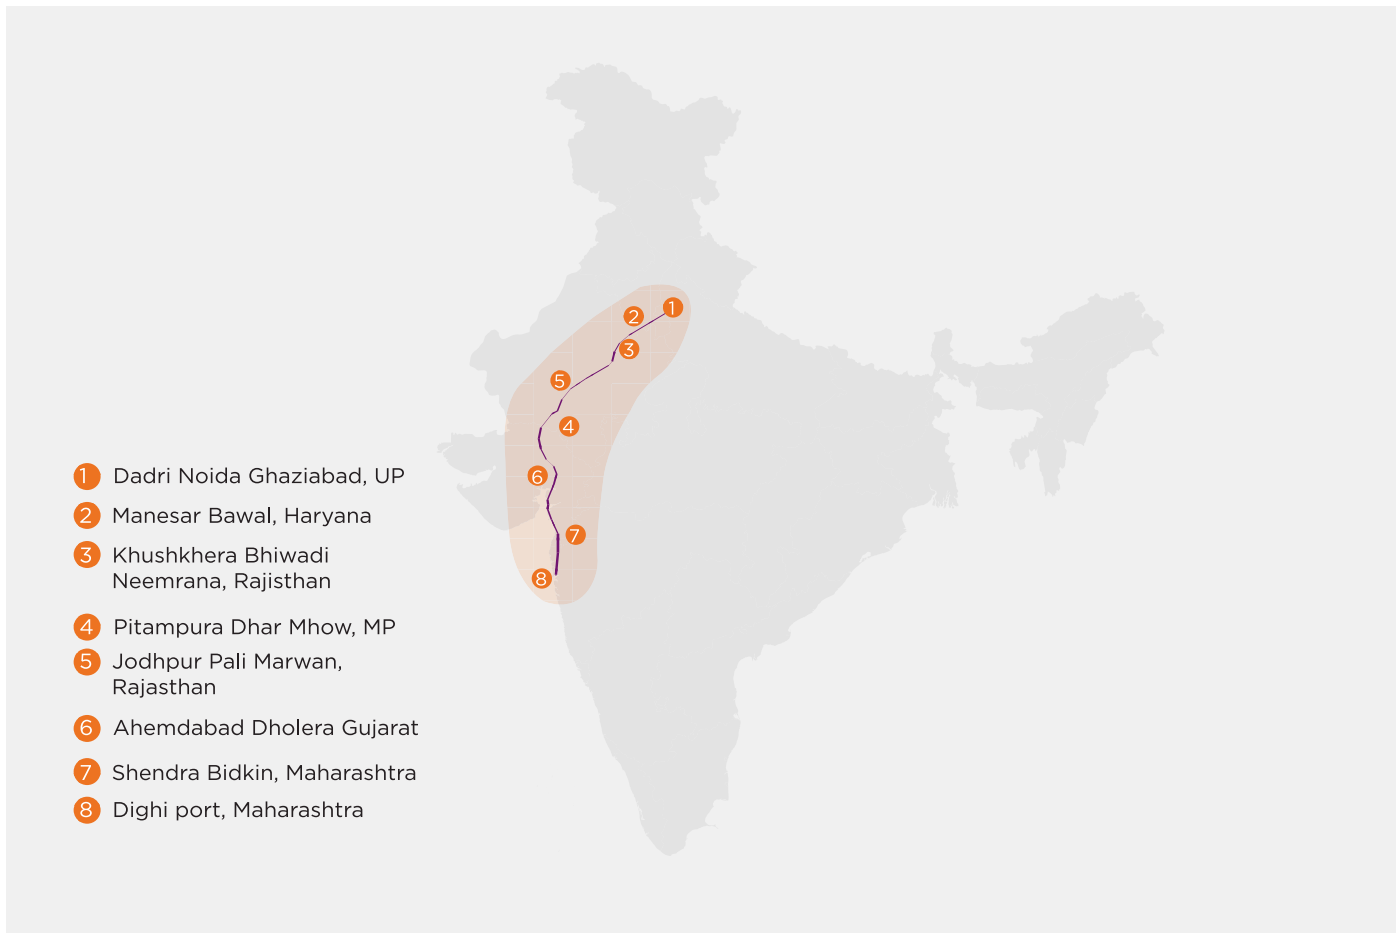 1 Dadri Noida Ghaziabad, UP
2 Manesar Bawal, Haryana
3 Khushkhera Bhiwadi
Neemrana, Rajisthan
4 Pitampura Dhar Mhow, MP
5 Jodhpur Pali Marwan,
Rajasthan
6 Ahemdabad Dholera Gujarat
7 Shendra Bidkin, Maharashtra
8 Dighi port, Maharashtra
1
2
3
5
4
6
7
8